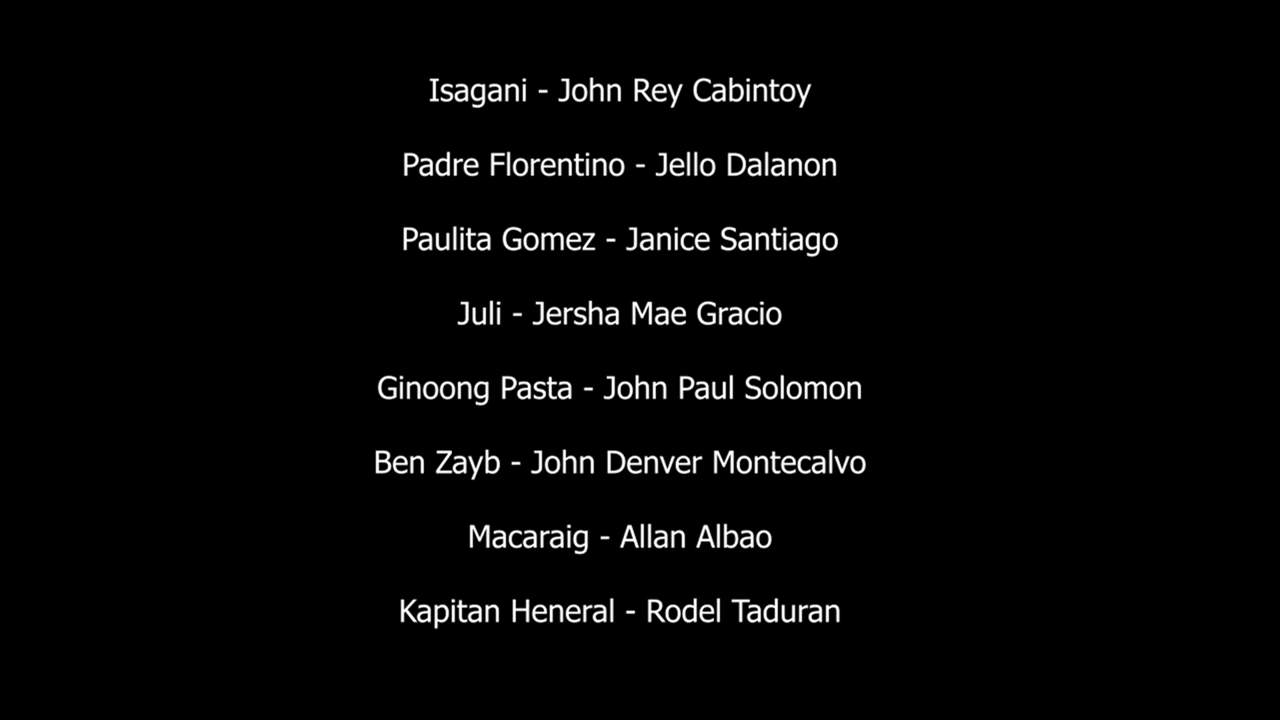 Isagani - John Rey Cabintoy
Padre Florentino - Jello Dalanon
Paulita Gomez - Janice Santiago
Juli - Jersha Mae Gracio
Ginoong Pasta - John Paul Solomon
Ben Zayb - John Denver Montecalvo
Macaraig - Allan Albao
Kapitan Heneral - Rodel Taduran